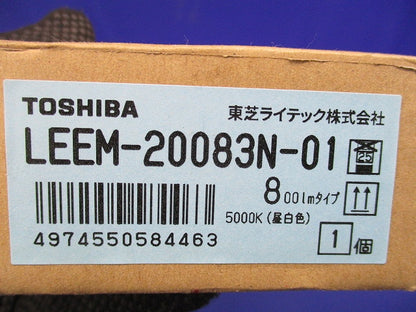 TOSHIBA 東芝ライテック株式会社
LEEM-20083N-01
25
800lmタイプ
5000K(昼白色)
4974550584463
1個